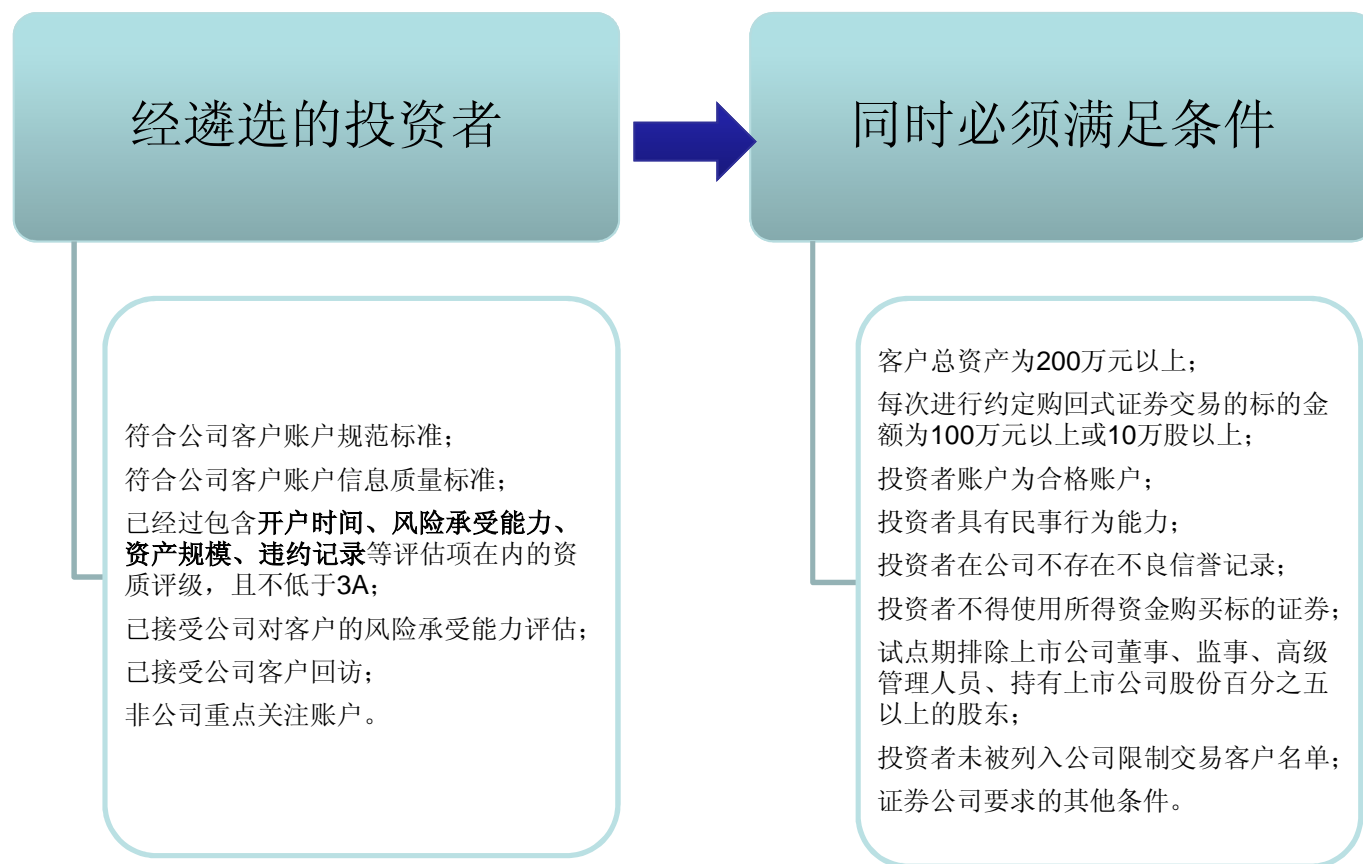 经遴选的投资者
符合公司客户账户规范标准；
符合公司客户账户信息质量标准；
已经过包含开户时间、风险承受能力、
资产规模、违约记录等评估项在内的资
质评级，且不低于3A；
已接受公司对客户的风险承受能力评估；
已接受公司客户回访；
非公司重点关注账户。
同时必须满足条件
客户总资产为200万元以上；
每次进行约定购回式证券交易的标的金
额为100万元以上或10万股以上；
投资者账户为合格账户；
投资者具有民事行为能力；
投资者在公司不存在不良信誉记录；
投资者不得使用所得资金购买标的证券；
试点期排除上市公司董事、监事、高级
管理人员、持有上市公司股份百分之五
以上的股东；
投资者未被列入公司限制交易客户名单；
证券公司要求的其他条件。